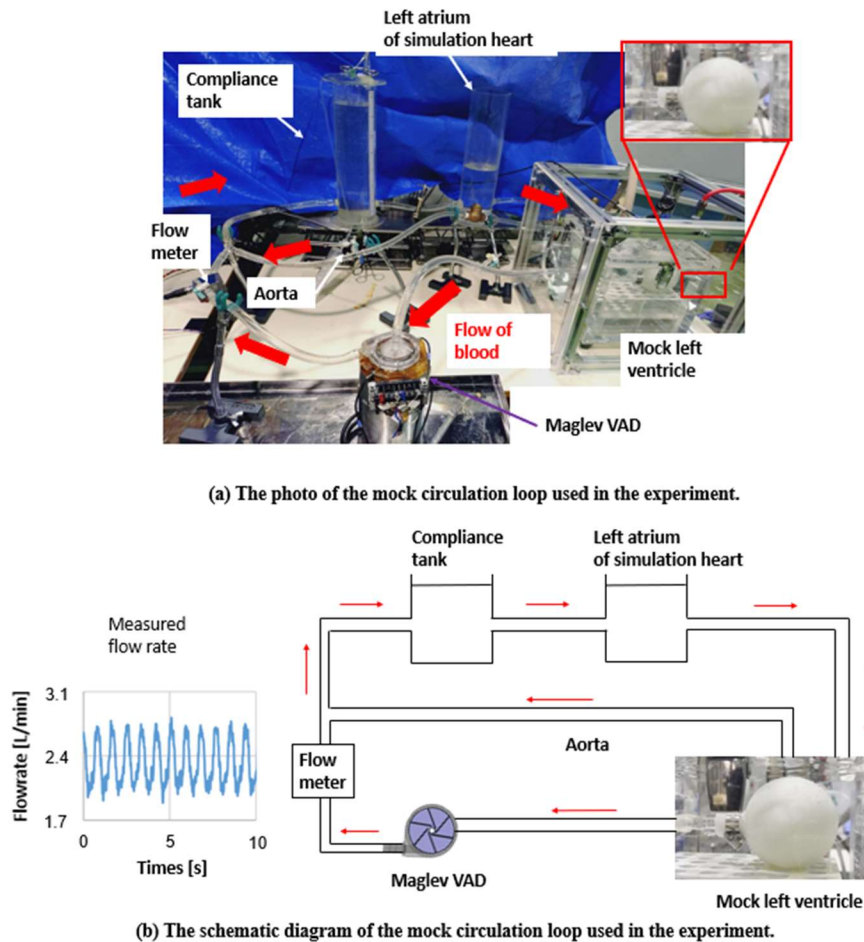 Left atrium
of simulation heart
Compliance
tank
Flow
meter
Aorta
Flow of
blood
Mock left
ventricle
Maglev VAD
(a) The photo of the mock circulation loop used in the experiment.
Compliance
tank
Left atrium
of simulation heart
Measured
flow rate
Flowrate [L/min]
3.1
2.4
1.7
0
5
10
Times [s]
Aorta
Flow
meter
Maglev VAD
Mock left ventricle
(b) The schematic diagram of the mock circulation loop used in the experiment.